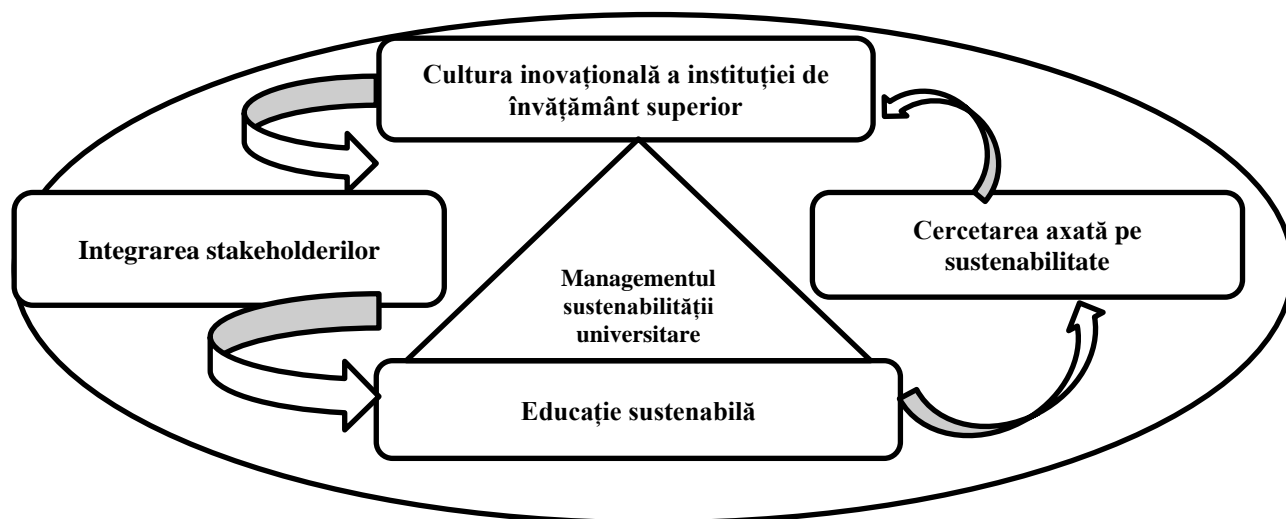 Cultura inovațională a instituției de
învățământ superior
Integrarea stakeholderilor
Cercetarea axată pe
sustenabilitate
Managementul
sustenabilității
universitare
Educație sustenabilă